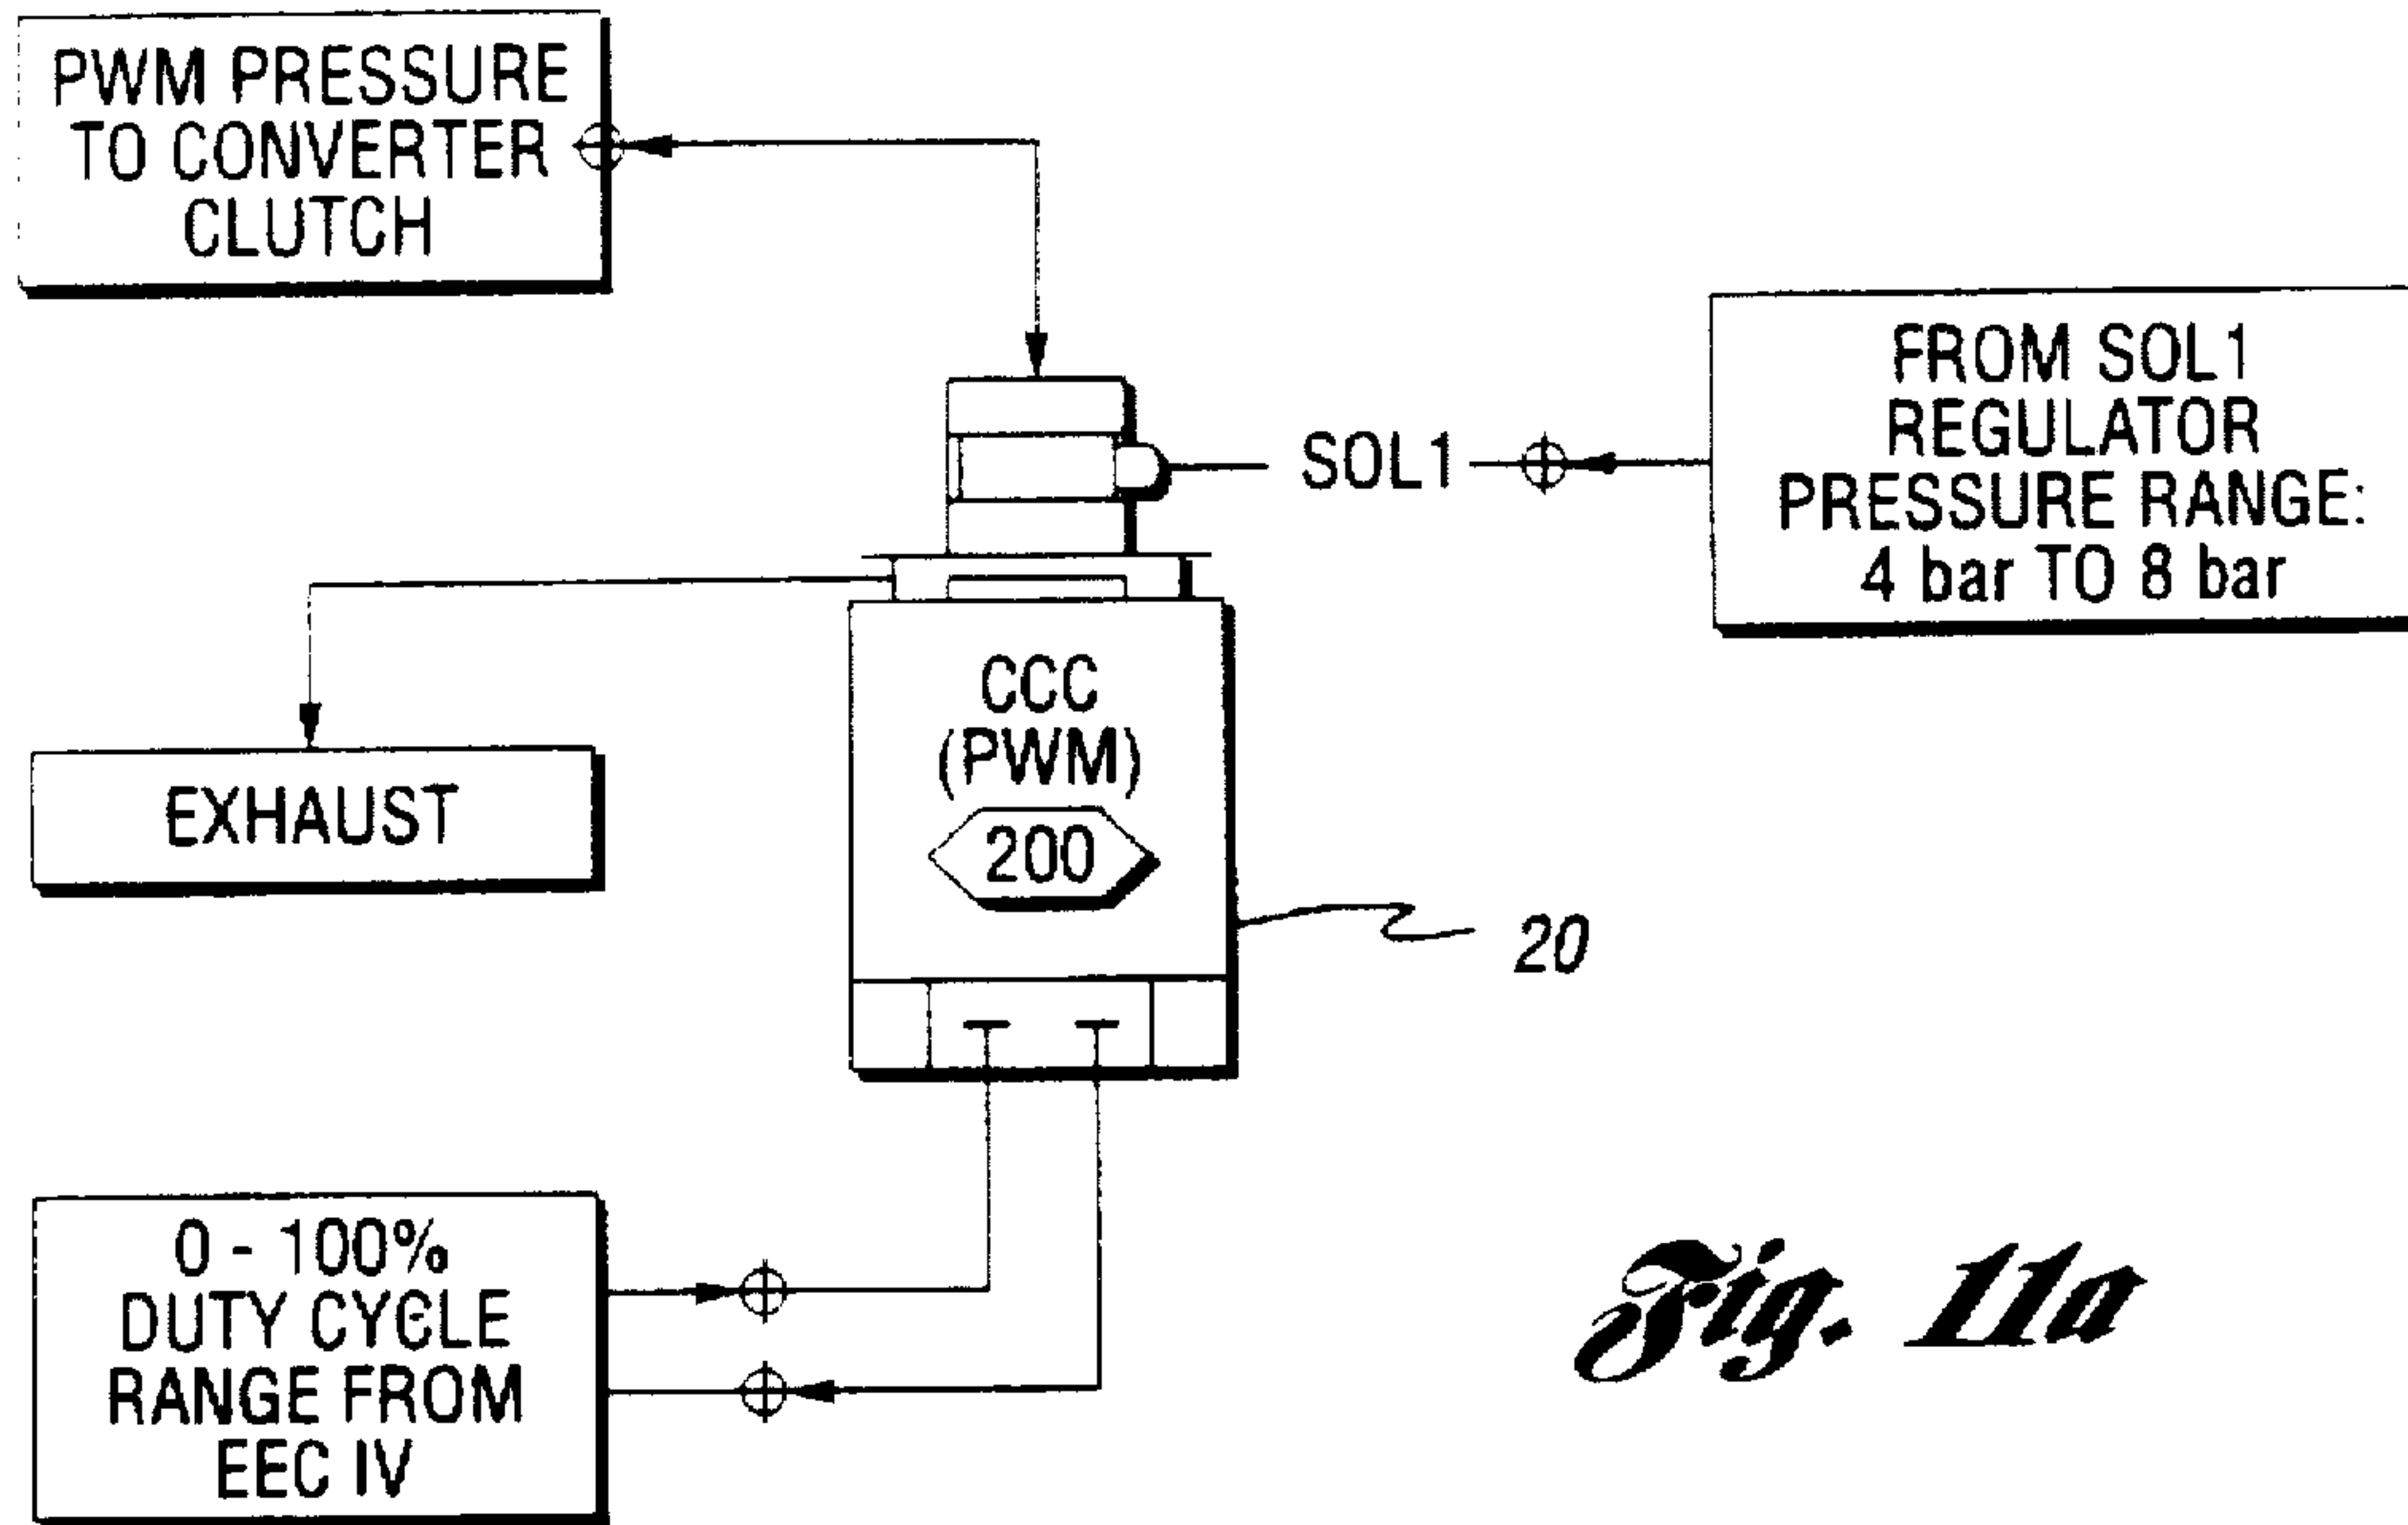 PWM PRESSURE
TO CONVERTER
CLUTCH
FROM SOL1
REGULATOR
PRESSURE RANGE:
4 bar TO 8 bar
SOL1
CCC
(PWM)
200
EXHAUST
20
0 - 100%
DUTY CYCLE
RANGE FROM
EEC IV
Fig. 11a